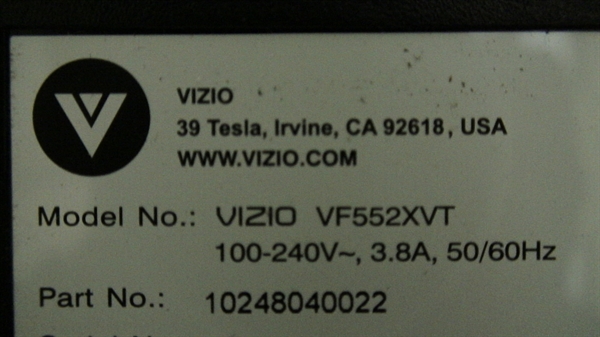 VIZIO
39 Tesla, Irvine, CA 92618, USA
WWW.VIZIO.COM
Model No.: VIZIO VF552XVT
100-240V~, 3.8A, 50/60Hz
Part No.: 10248040022